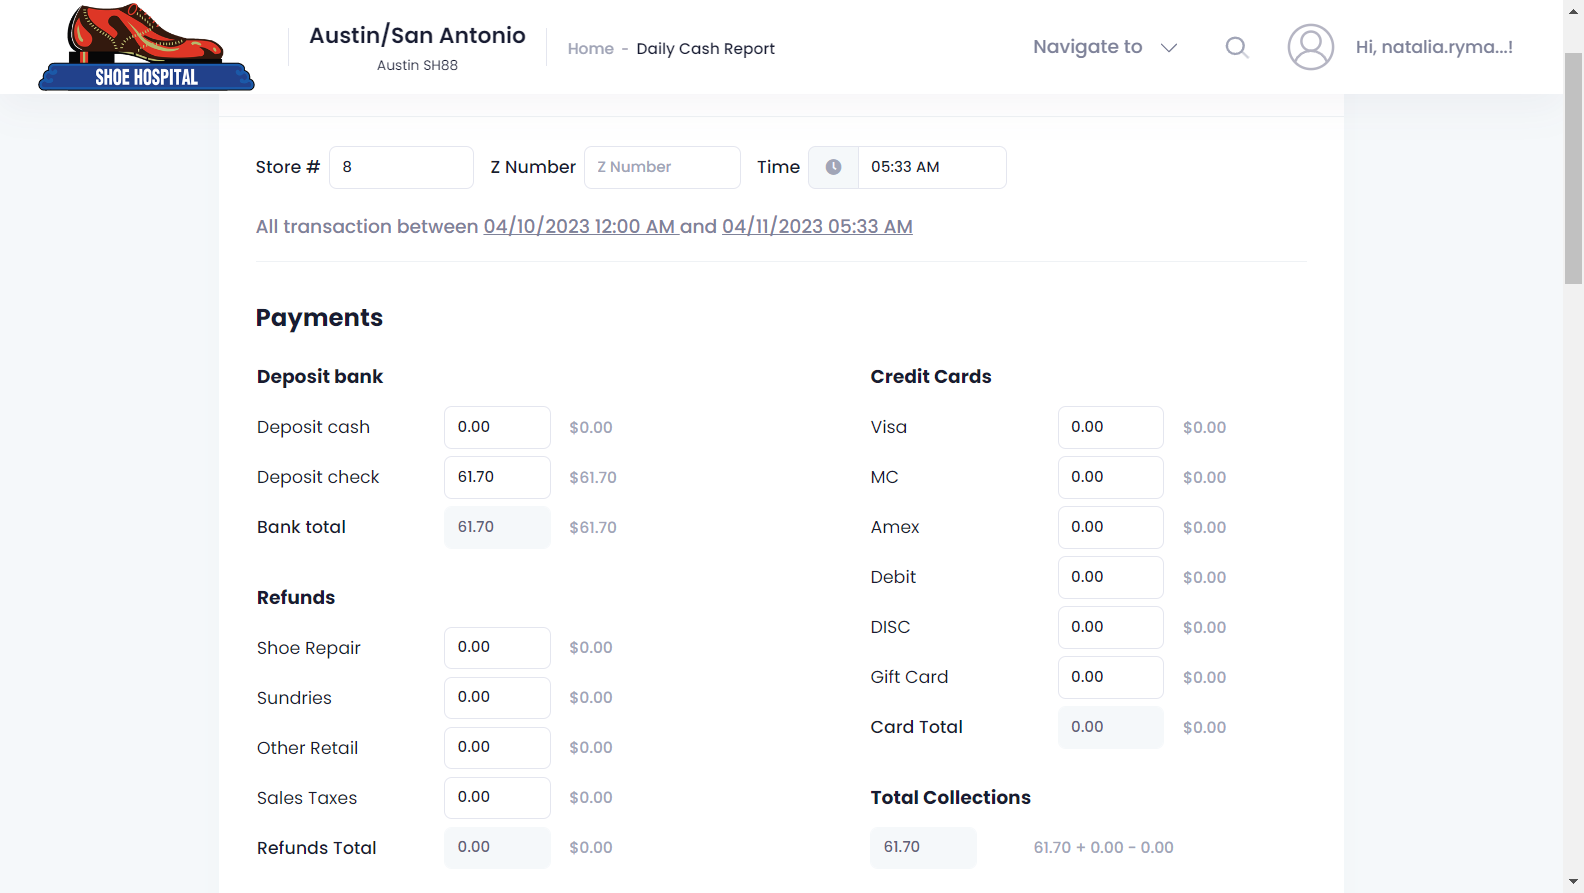 SHOE HOSPITAL
Austin/San Antonio
Austin SH88
Home - Daily Cash Report
Navigate to
Hi, natalia.ryma...!
Store # 8 Z Number Z Number Time 05:33 AM
All transaction between 04/10/2023 12:00 AM and 04/11/2023 05:33 AM
Payments
Deposit bank
Deposit cash 0.00 $0.00
Deposit check 61.70 $61.70
Bank total 61.70 $61.70
Refunds
Shoe Repair 0.00 $0.00
Sundries 0.00 $0.00
Other Retail 0.00 $0.00
Sales Taxes 0.00 $0.00
Refunds Total 0.00 $0.00
Credit Cards
Visa 0.00 $0.00
MC 0.00 $0.00
Amex 0.00 $0.00
Debit 0.00 $0.00
DISC 0.00 $0.00
Gift Card 0.00 $0.00
Card Total 0.00 $0.00
Total Collections
61.70 61.70 + 0.00 - 0.00